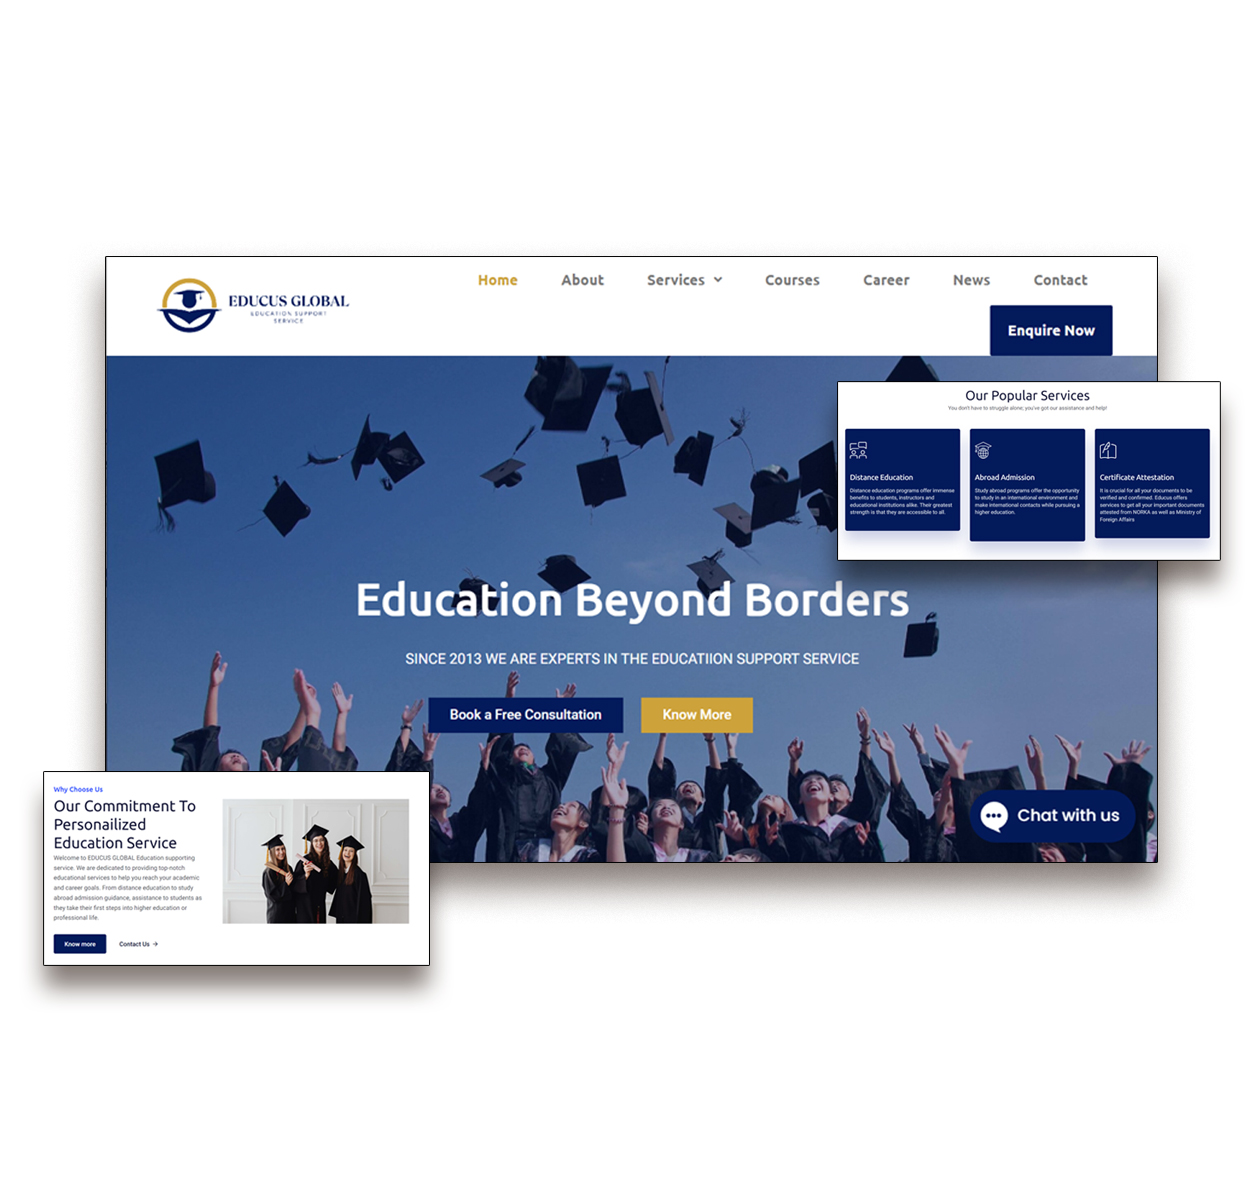 EDUCUS GLOBAL
EDUCATION SUPPORT
SERVICE
Home
About
Services
Courses
Career
News
Contact
Enquire Now
Our Popular Services
You don't have to struggle alone; you've got our assistance and help!
Distance Education
Distance education programs offer immense
benefits to students, instructors and
educational institutions alike. Their greatest
strength is that they are accessible to all.
Abroad Admission
Study abroad programs offer the opportunity
to study in an international environment and
make international contacts while pursuing a
higher education.
Certificate Attestation
It is crucial for all your documents to be
verified and confirmed. Educus offers
services to get all your important documents
attested from NORKA as well as Ministry of
Foreign Affairs
Education Beyond Borders
SINCE 2013 WE ARE EXPERTS IN THE EDUCATIION SUPPORT SERVICE
Book a Free Consultation
Know More
Chat with us
Why Choose Us
Our Commitment To
Personailized
Education Service
Welcome to EDUCUS GLOBAL Education supporting
service. We are dedicated to providing top-notch
educational services to help you reach your academic
and career goals. From distance education to study
abroad admission guidance, assistance to students as
they take their first steps into higher education or
professional life.
Know more
Contact Us →